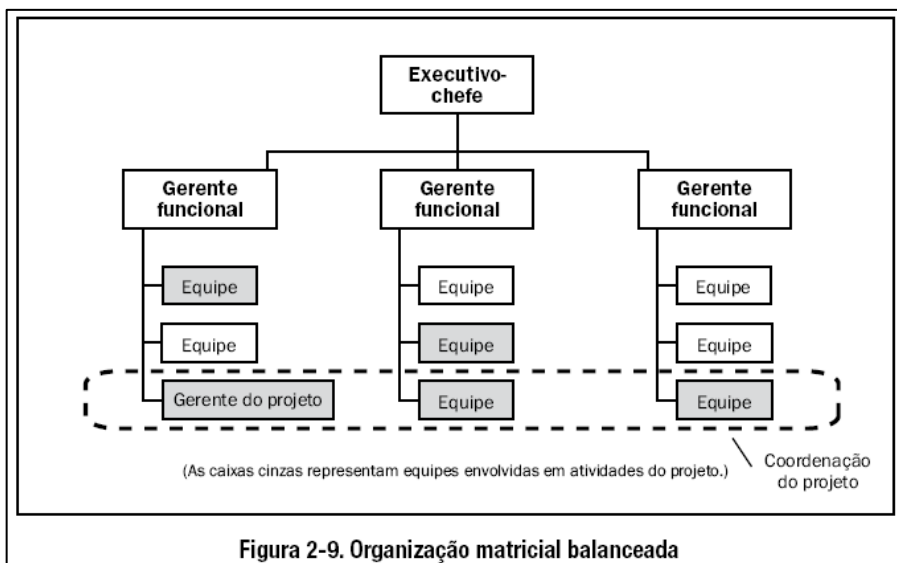 Executivo-
chefe
Gerente
funcional
Gerente
funcional
Gerente
funcional
Equipe
Equipe
Equipe
Equipe
Equipe
Equipe
Gerente do projeto
Equipe
Equipe
(As caixas cinzas representam equipes envolvidas em atividades do projeto.)
Coordenação
do projeto
Figura 2-9. Organização matricial balanceada